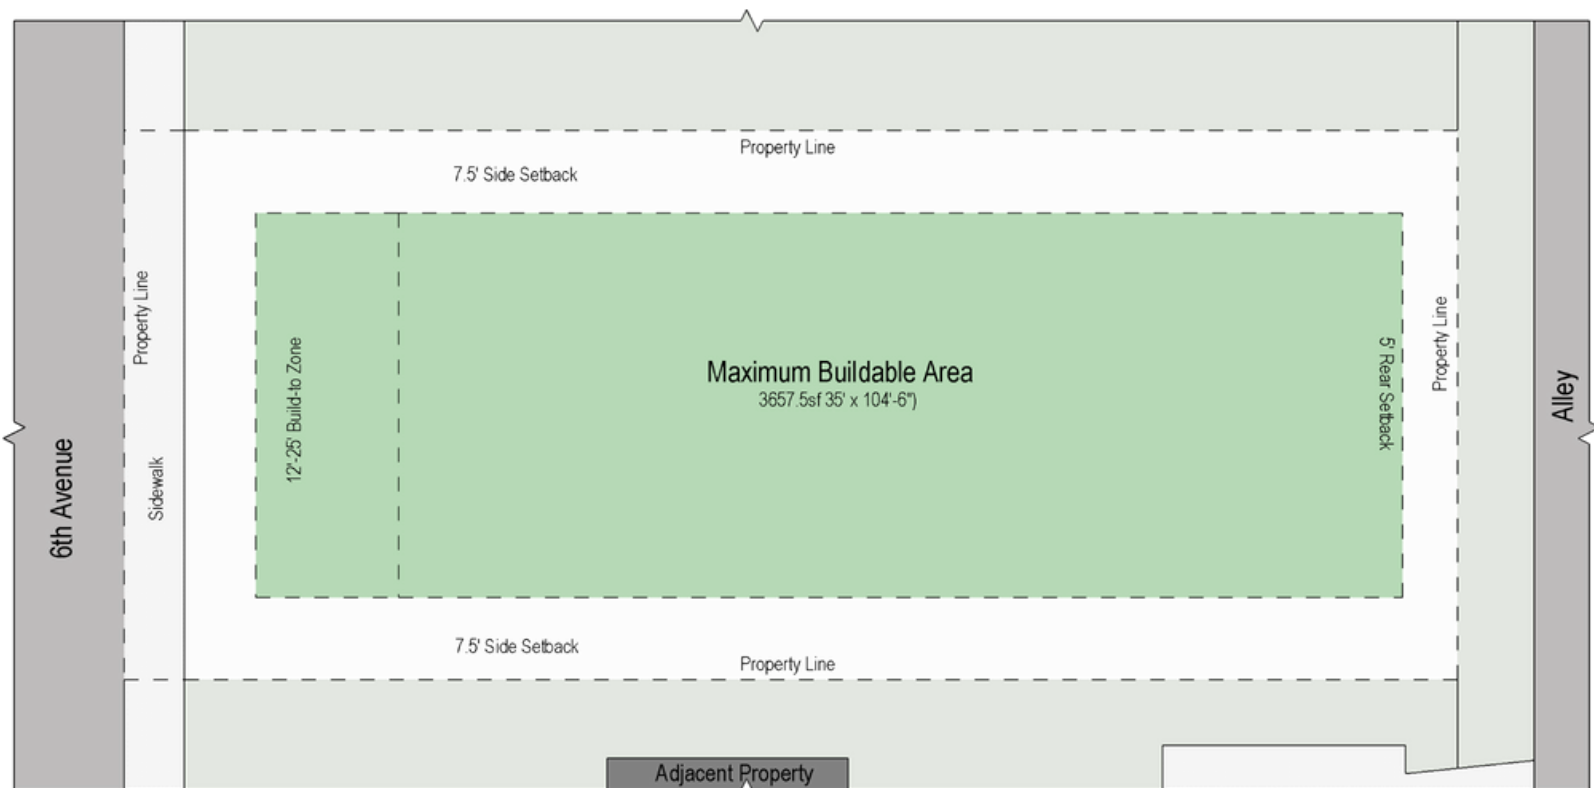 Property Line
7.5' Side Setback
Property Line
Sidewalk
6th Avenue
12'-25' Build-to Zone
Maximum Buildable Area
3657.5sf 35' x 104'-6")
5' Rear Setback
Property Line
Alley
7.5' Side Setback
Property Line
Adjacent Property